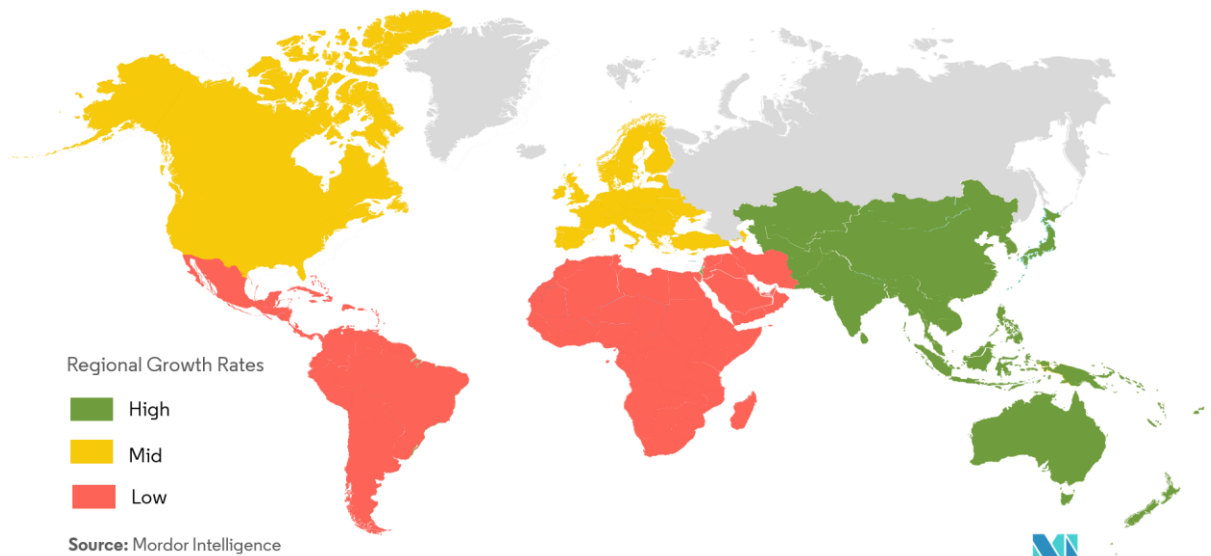 Regional Growth Rates
High
Mid
Low
Source: Mordor Intelligence